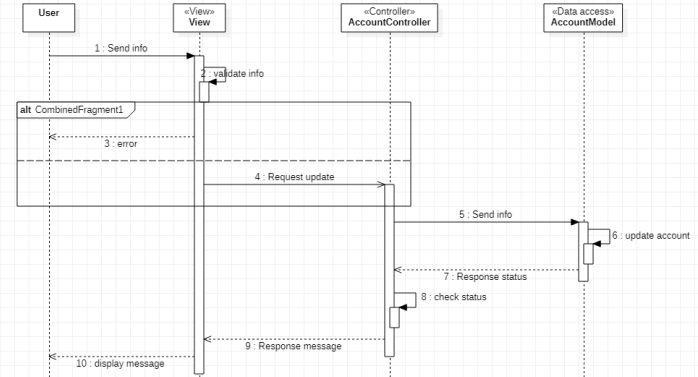 User
«View»
View
«Controller»
AccountController
«Data access»
AccountModel
1 : Send info
2 : validate info
alt CombinedFragment1
3 : error
4 : Request update
5 : Send info
6 : update account
7 : Response status
8 : check status
9 : Response message
10 : display message